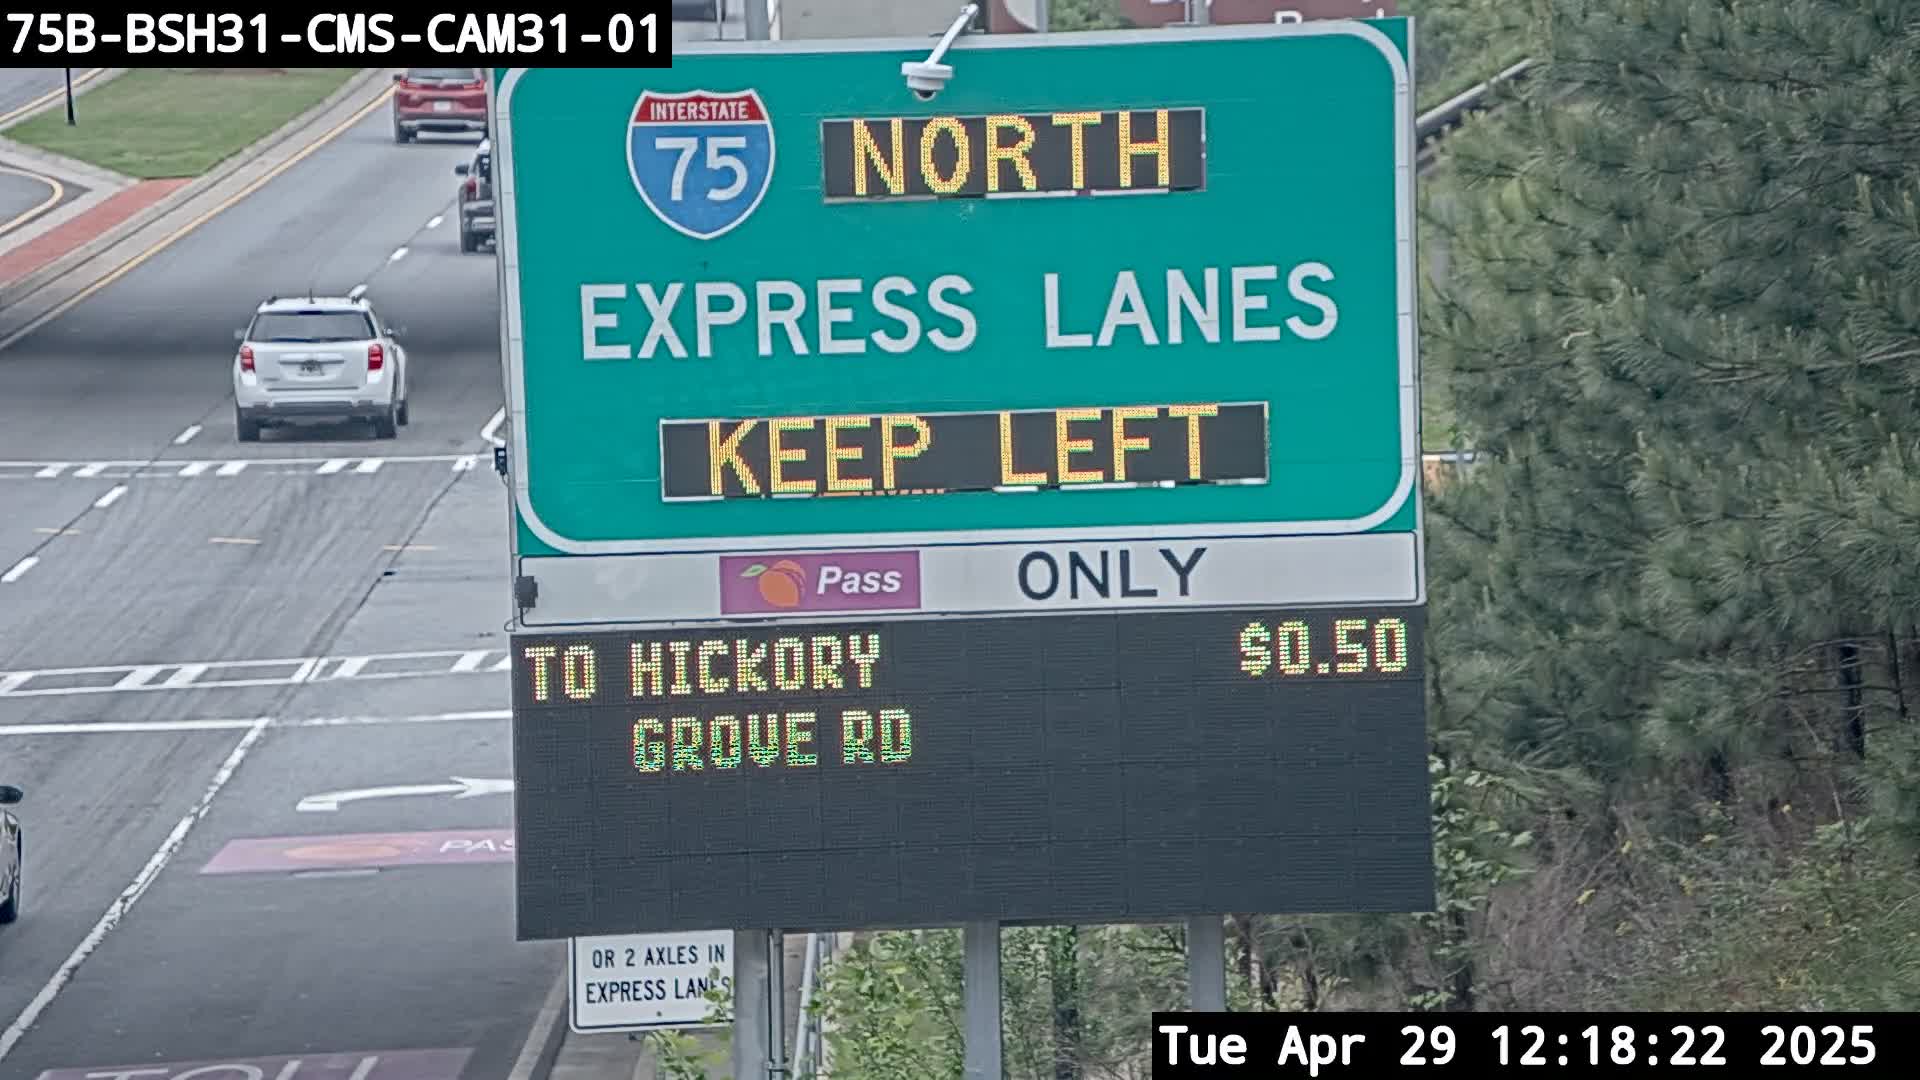 75B-BSH31-CMS-CAM31-01
INTERSTATE
75
NORTH
EXPRESS LANES
KEEP LEFT
Pass ONLY
TO HICKORY $0.50
GROVE RD
OR 2 AXLES IN
EXPRESS LANES
TOLL
Tue Apr 29 12:18:22 2025